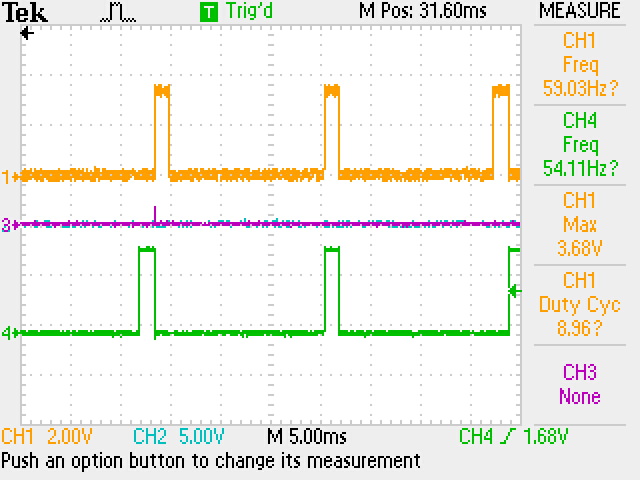 Tek T Trig'd M Pos: 31.60ms MEASURE
CH1
Freq
59.03Hz?
CH4
Freq
54.11Hz?
CH1
Max
3.68V
CH1
Duty Cyc
8.96?
CH3
None
1
3
4
CH1 2.00V CH2 5.00V M 5.00ms CH4 1.68V
Push an option button to change its measurement